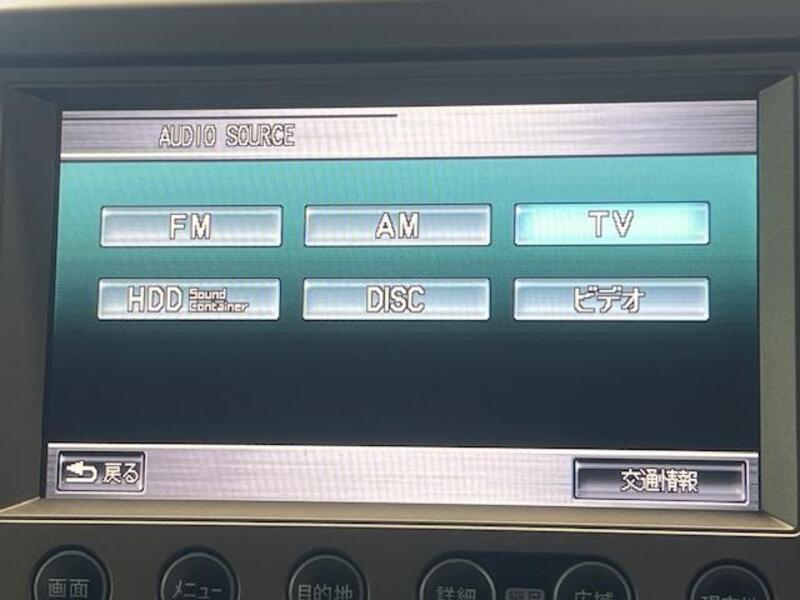 AUDIO SOURCE
FM AM TV
HDD Sound Container DISC ビデオ
戻る 交通情報
画面 メニュー 目的地 詳細 広域